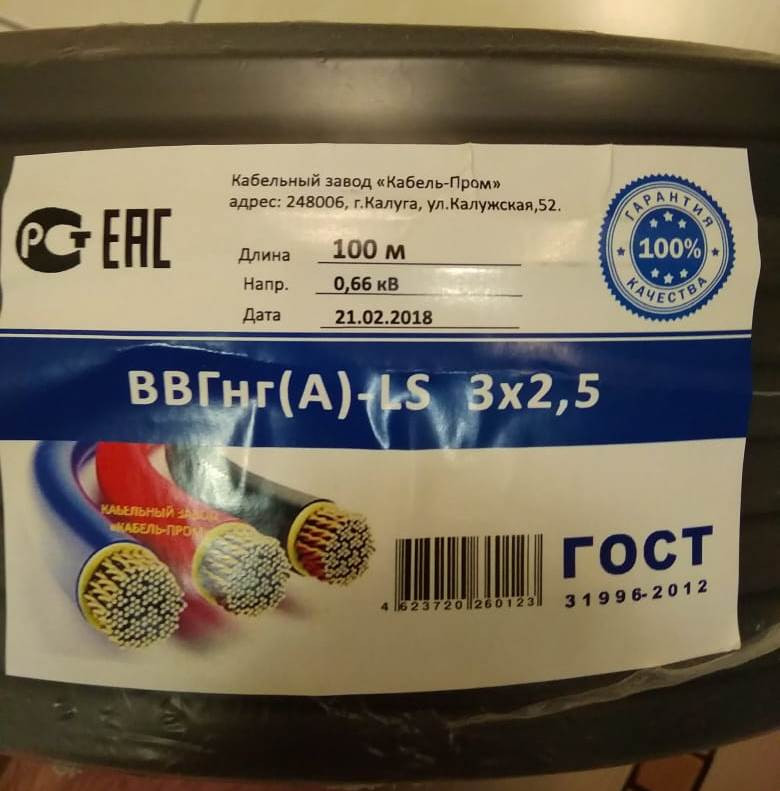 Кабельный завод «Кабель-Пром»
адрес: 248006, г.Калуга, ул.Калужская,52.
РСТ ЕАС
Длина 100 м
Напр. 0,66 кВ
Дата 21.02.2018
ГАРАНТИЯ
100%
КАЧЕСТВА
ВВГнг(А)-LS 3х2,5
КАБЕЛЬНЫЙ ЗАВОД
«КАБЕЛЬ-ПРОМ»
ГОСТ
31996-2012
4 623720 260123